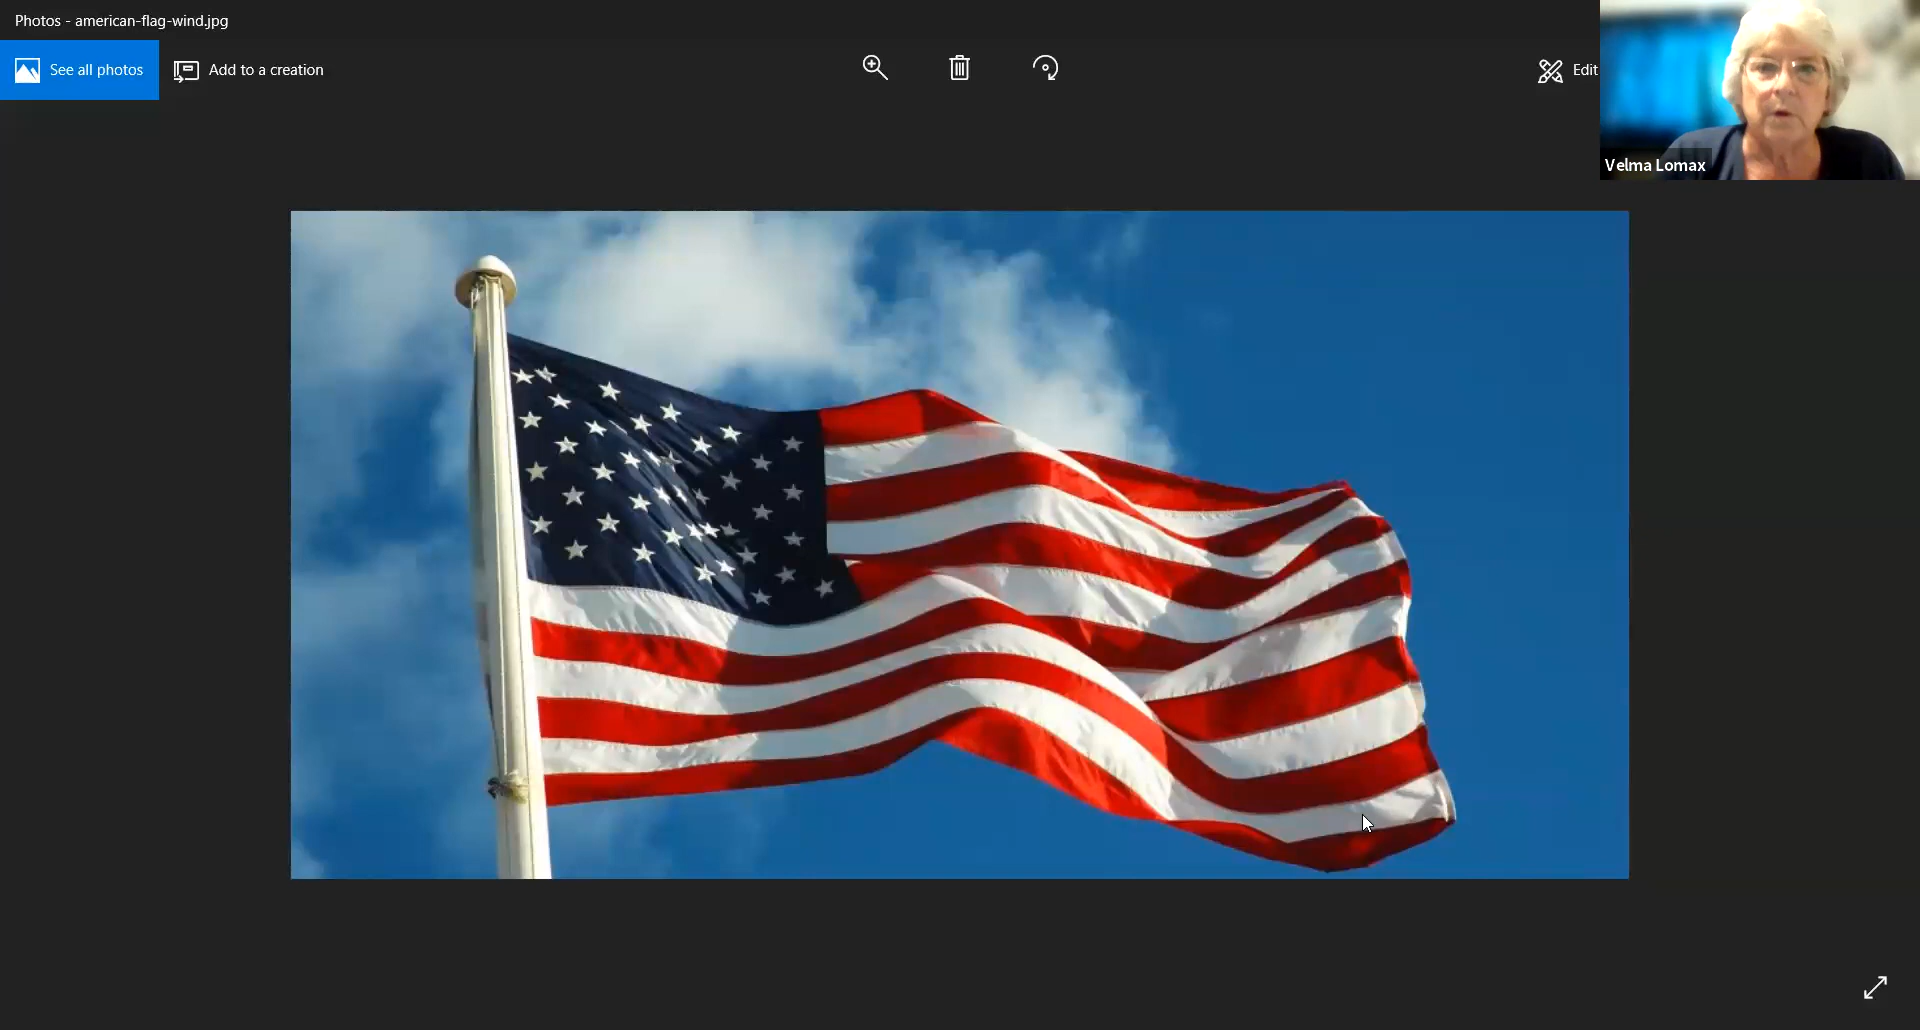 Photos - american-flag-wind.jpg
See all photos
Add to a creation
Edit
Velma Lomax